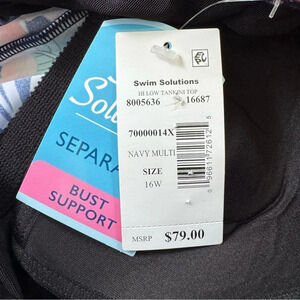 Solu
SEPARA
BUST
SUPPORT
Swim Solutions
HI LOW TANKINI TOP
8005636 16687
70000014X
NAVY MULTI
SIZE
16W
MSRP $79.00